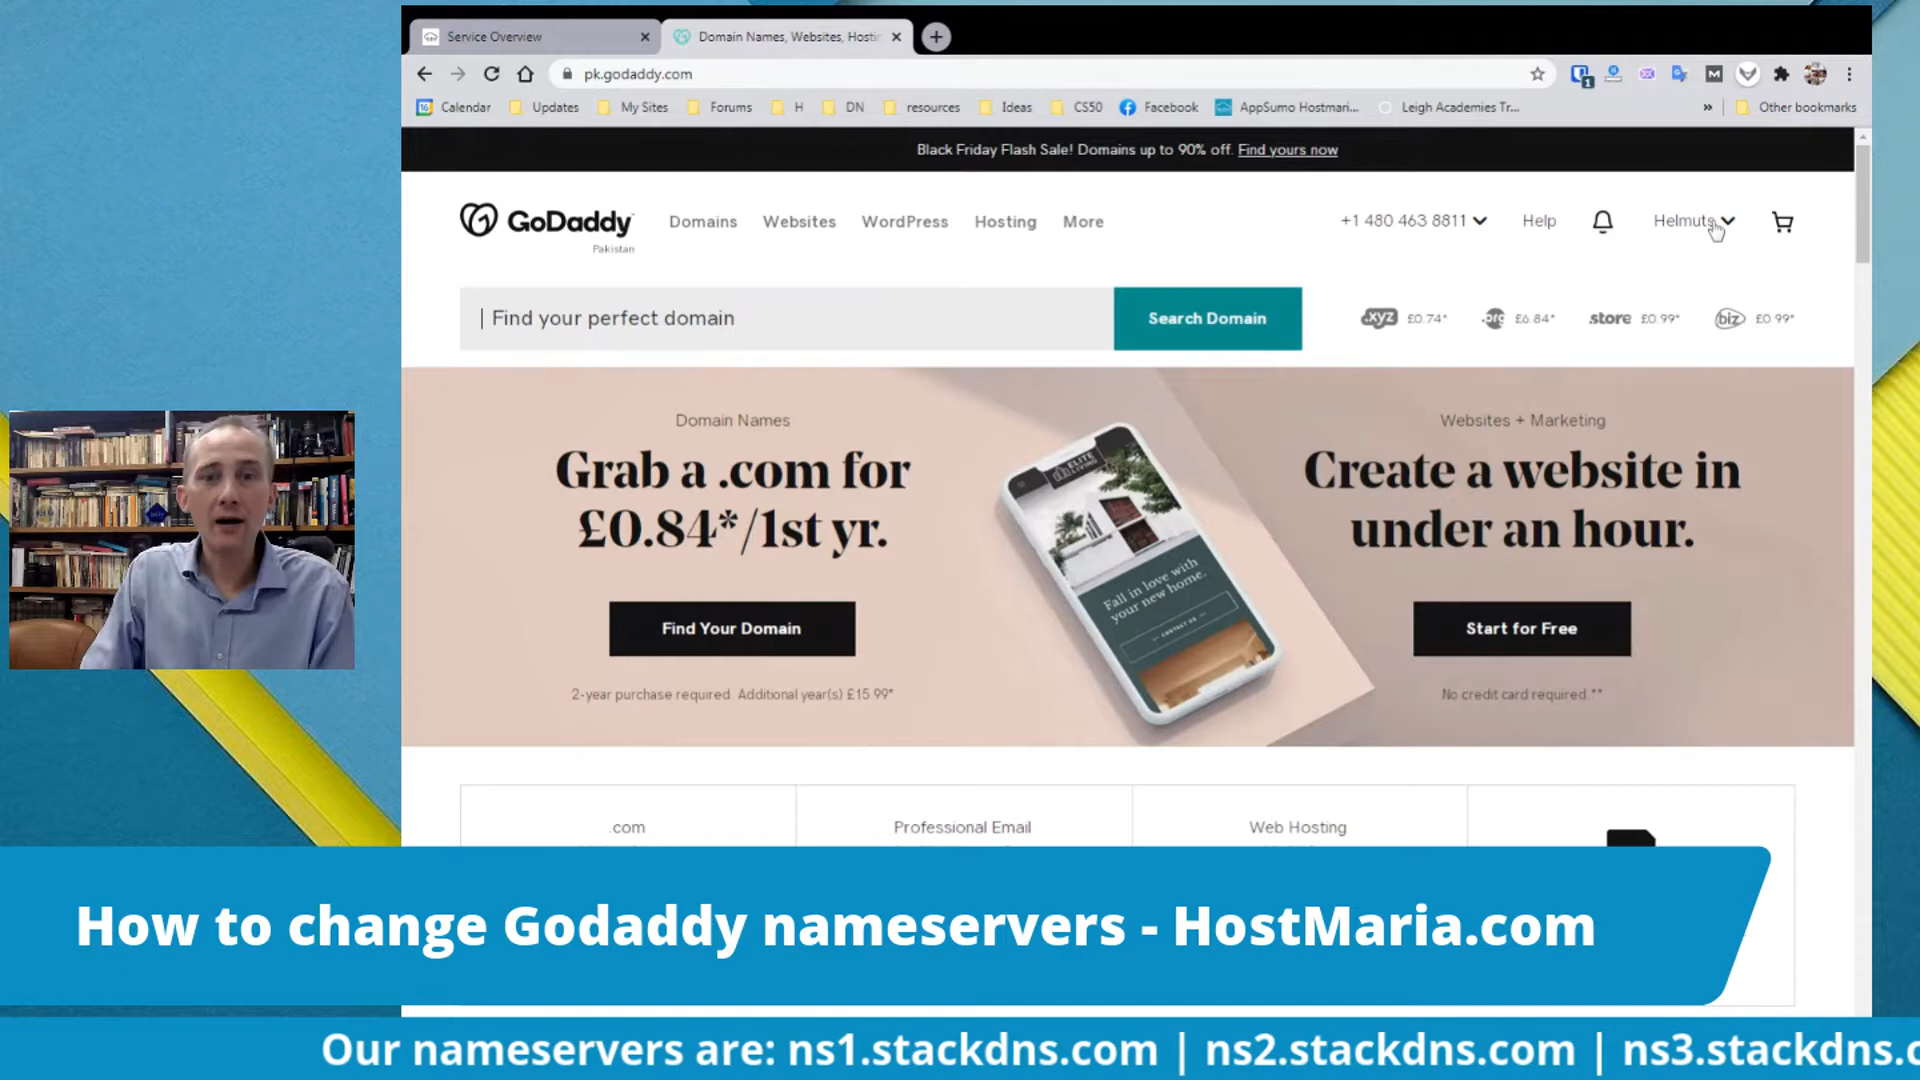 Service Overview
Domain Names, Websites, Hostin
pk.godaddy.com
1
16 Calendar
Updates
My Sites
Forums
H
DN
resources
Ideas
CS50
Facebook
AppSumo Hostmari...
Leigh Academies Tr...
»
Other bookmarks
Black Friday Flash Sale! Domains up to 90% off. Find yours now
GoDaddy
Pakistan
Domains
Websites
WordPress
Hosting
More
+1 480 463 8811
Help
Helmuts
Find your perfect domain
Search Domain
.xyz £0.74*
.org £6.84*
.store £0.99*
biz £0.99*
Domain Names
Grab a .com for
£0.84*/1st yr.
Find Your Domain
2-year purchase required. Additional year(s) £15.99*
ELITE
LIVING
Fall in love with
your new home.
CONTACT US
Websites + Marketing
Create a website in
under an hour.
Start for Free
No credit card required.**
.com
Professional Email
Web Hosting
How to change Godaddy nameservers - HostMaria.com
Our nameservers are: ns1.stackdns.com | ns2.stackdns.com | ns3.stackdns.c